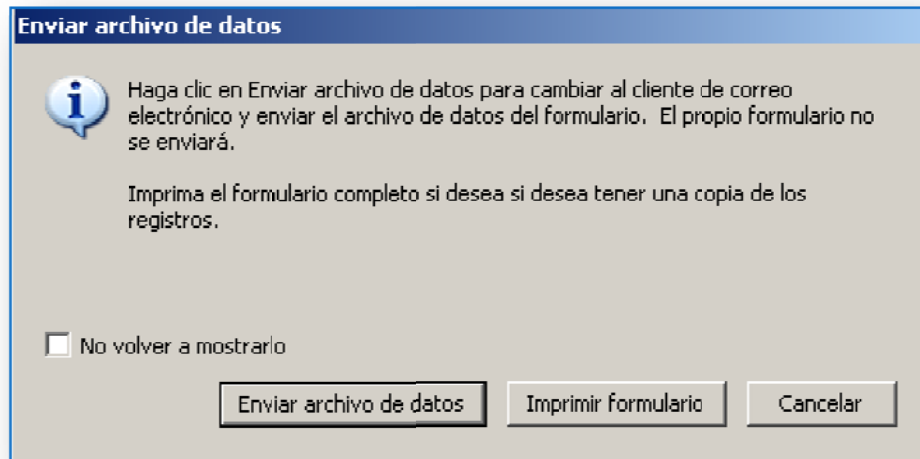 Enviar archivo de datos
Haga clic en Enviar archivo de datos para cambiar al cliente de correo
electrónico y enviar el archivo de datos del formulario. El propio formulario no
se enviará.
Imprima el formulario completo si desea si desea tener una copia de los
registros.
No volver a mostrarlo
Enviar archivo de datos
Imprimir formulario
Cancelar